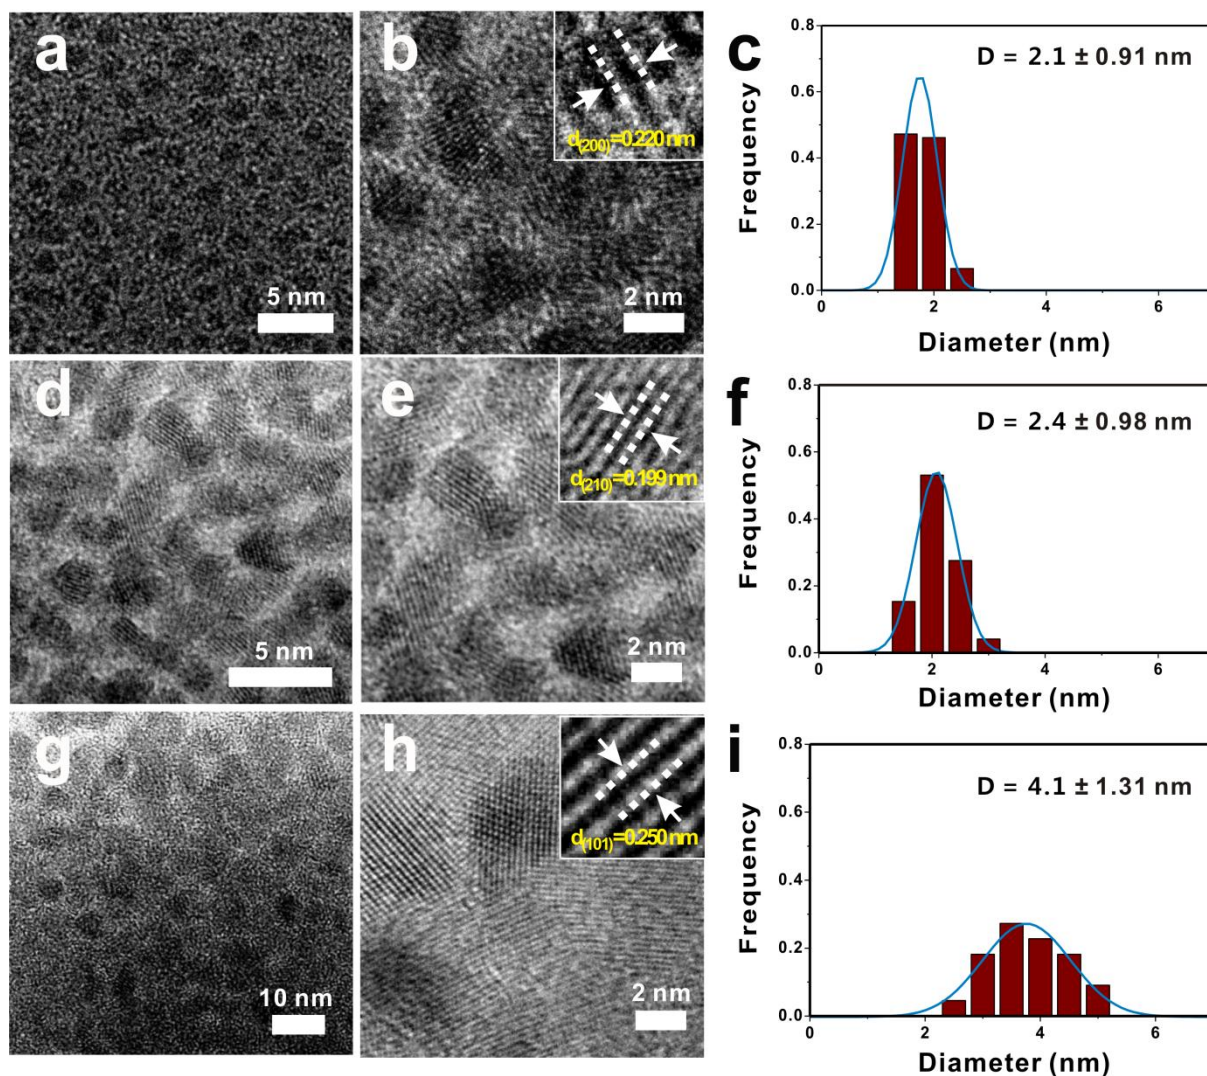 a
5 nm
b
d(200)=0.220 nm
2 nm
c
D = 2.1 ± 0.91 nm
Frequency
0.8
0.6
0.4
0.2
0.0
0
2
4
6
Diameter (nm)
d
5 nm
e
d(210)=0.199 nm
2 nm
f
D = 2.4 ± 0.98 nm
Frequency
0.8
0.6
0.4
0.2
0.0
0
2
4
6
Diameter (nm)
g
10 nm
h
d(101)=0.250 nm
2 nm
i
D = 4.1 ± 1.31 nm
Frequency
0.8
0.6
0.4
0.2
0.0
0
2
4
6
Diameter (nm)